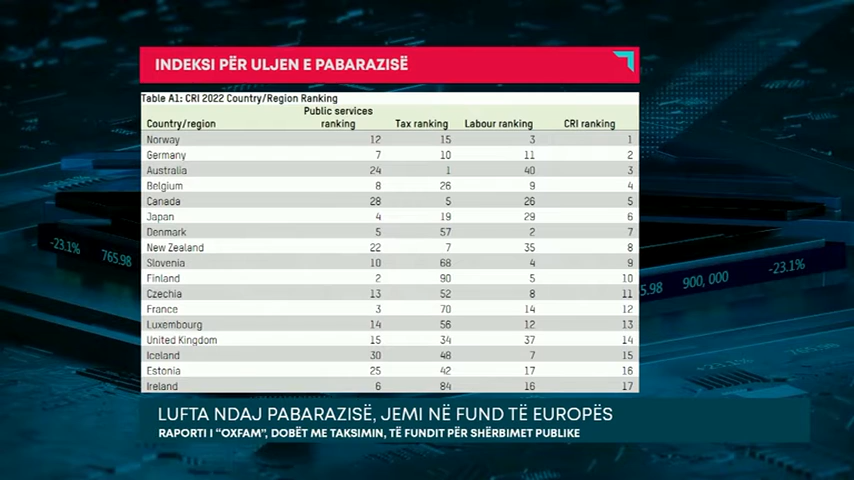 INDEKSI PËR ULJEN E PABARAZISË
Table A1: CRI 2022 Country/Region Ranking
Country/region Public services ranking Tax ranking Labour ranking CRI ranking
Norway 12 15 3 1
Germany 7 10 11 2
Australia 24 1 40 3
Belgium 8 26 9 4
Canada 28 5 26 5
Japan 4 19 29 6
Denmark 5 57 2 7
New Zealand 22 7 35 8
Slovenia 10 68 4 9
Finland 2 90 5 10
Czechia 13 52 8 11
France 3 70 14 12
Luxembourg 14 56 12 13
United Kingdom 15 34 37 14
Iceland 30 48 7 15
Estonia 25 42 17 16
Ireland 6 84 16 17
-23.1% 765.98
5.98 900,000 -23.1%
LUFTA NDAJ PABARAZISË, JEMI NË FUND TË EUROPËS
RAPORTI I “OXFAM”, DOBËT ME TAKSIMIN, TË FUNDIT PËR SHËRBIMET PUBLIKE